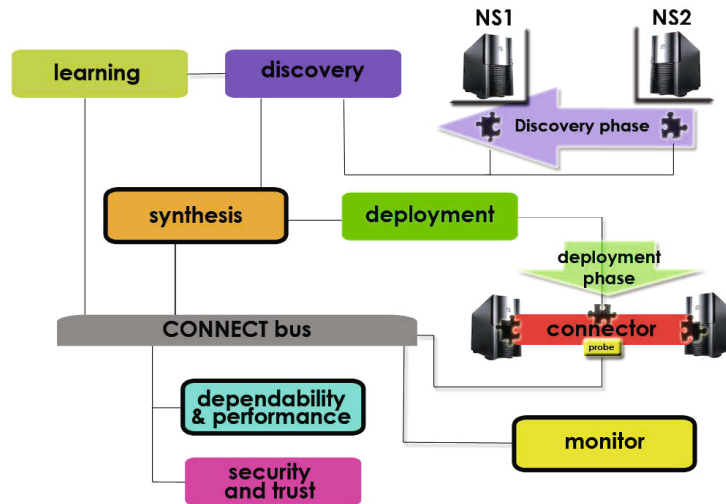 NS1
NS2
learning
discovery
Discovery phase
synthesis
deployment
deployment
phase
CONNECT bus
connector
probe
dependability
& performance
monitor
security
and trust